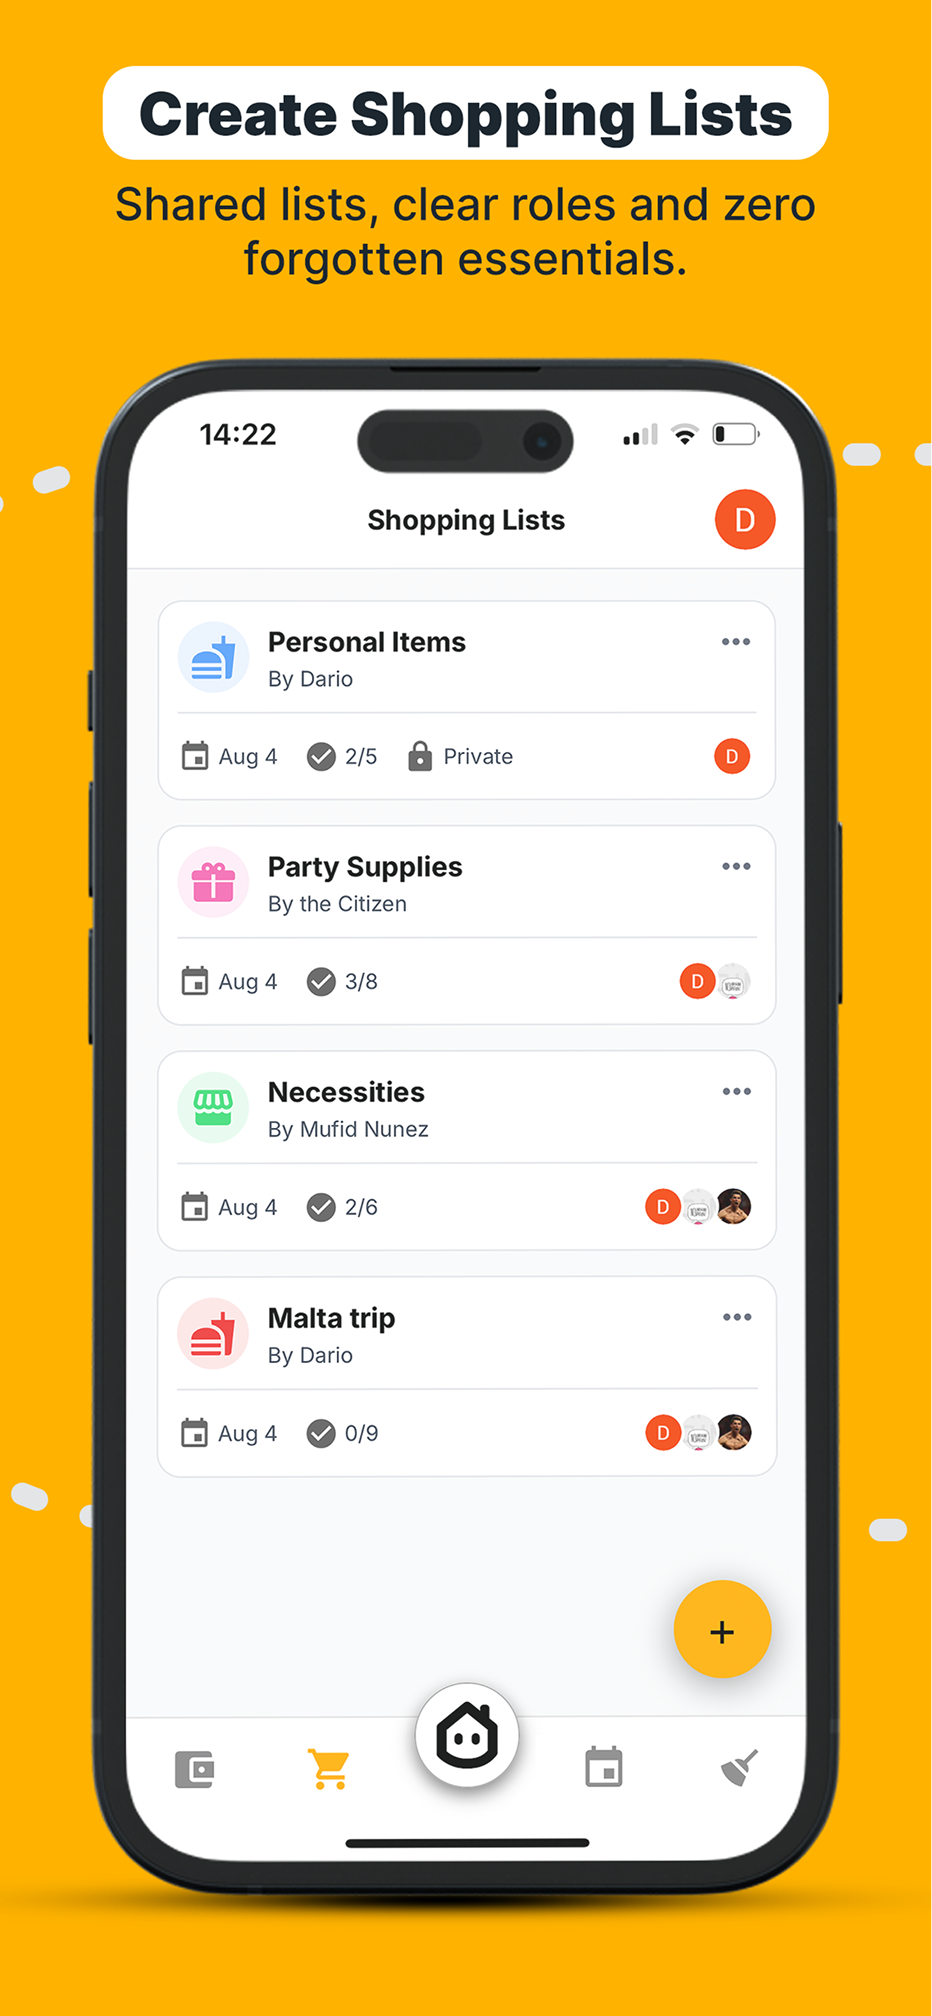 Create Shopping Lists
Shared lists, clear roles and zero
forgotten essentials.
14:22
Shopping Lists
D
Personal Items
By Dario
Aug 4
2/5
Private
D
Party Supplies
By the Citizen
Aug 4
3/8
D
Necessities
By Mufid Nunez
Aug 4
2/6
D
Malta trip
By Dario
Aug 4
0/9
D
+